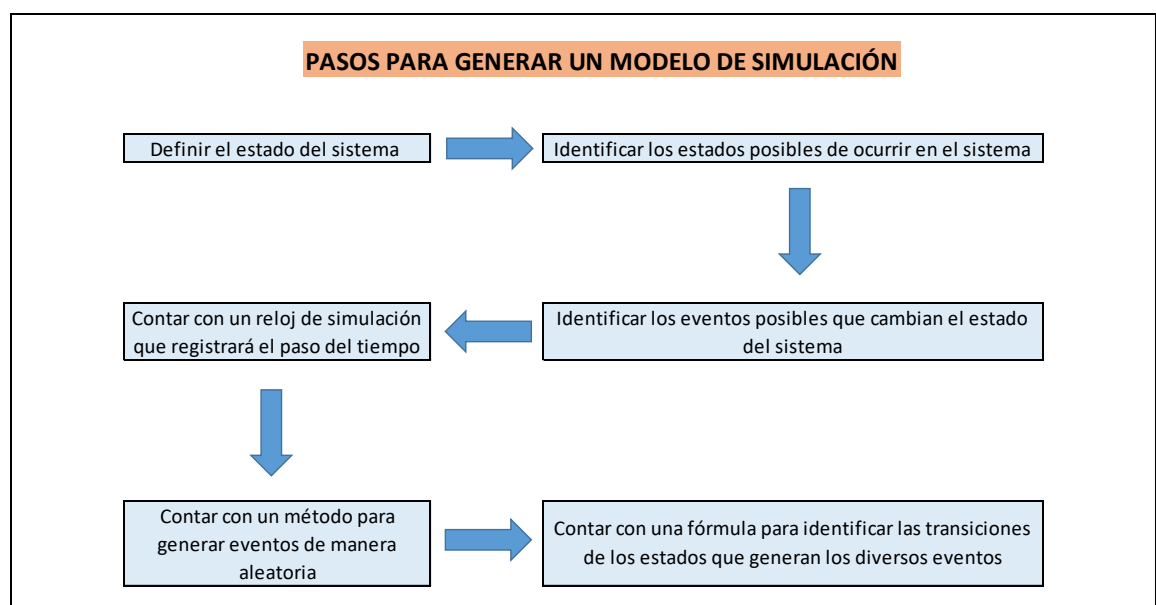 PASOS PARA GENERAR UN MODELO DE SIMULACIÓN
Definir el estado del sistema
Identificar los estados posibles de ocurrir en el sistema
Identificar los eventos posibles que cambian el estado
del sistema
Contar con un reloj de simulación
que registrará el paso del tiempo
Contar con un método para
generar eventos de manera
aleatoria
Contar con una fórmula para identificar las transiciones
de los estados que generan los diversos eventos